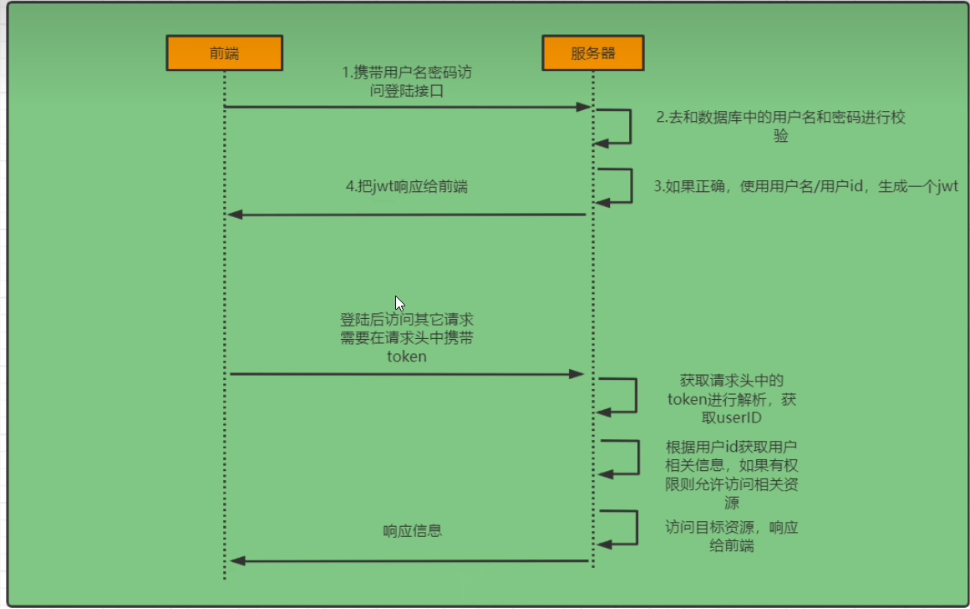 前端
服务器
1.携带用户名密码访
问登陆接口
2.去和数据库中的用户名和密码进行校
验
3.如果正确，使用用户名/用户id，生成一个jwt
4.把jwt响应给前端
登陆后访问其它请求
需要在请求头中携带
token
获取请求头中的
token进行解析，获
取userID
根据用户id获取用户
相关信息，如果有权
限则允许访问相关资
源
访问目标资源，响应
给前端
响应信息